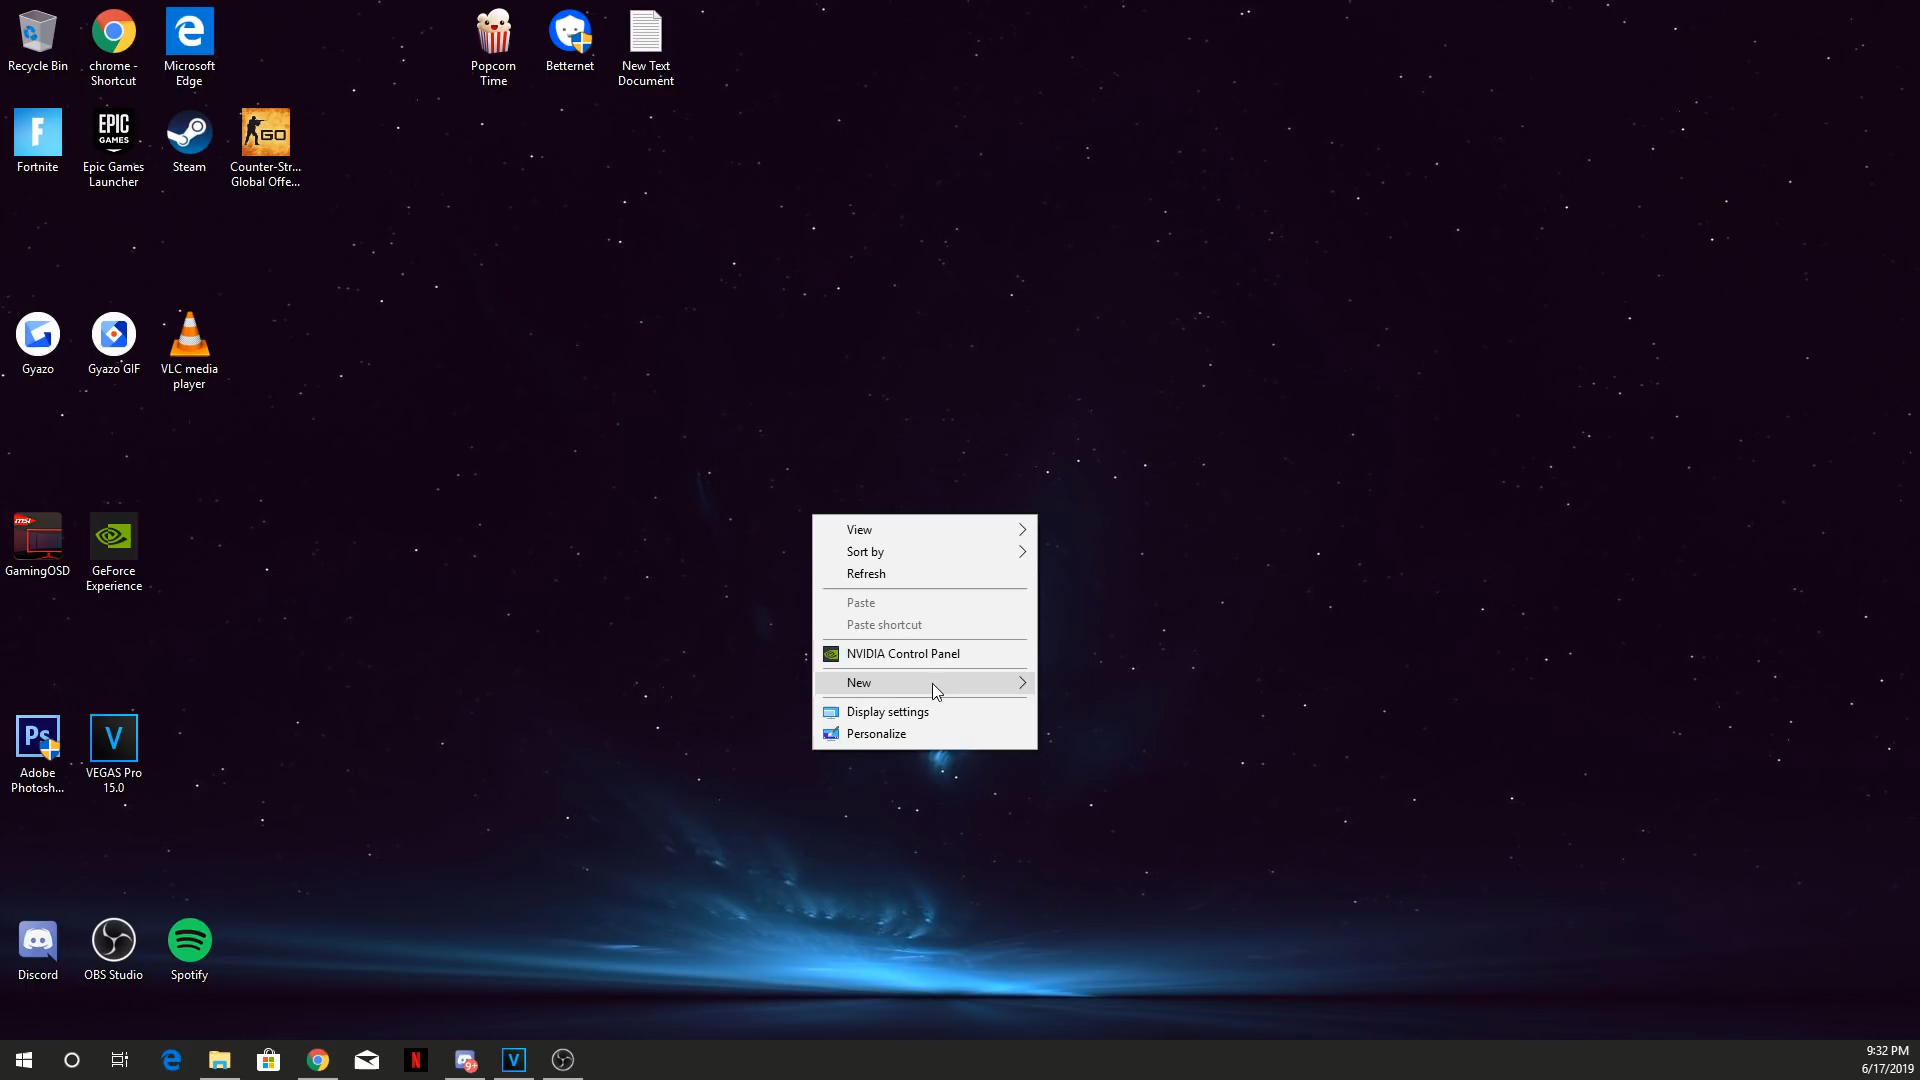 Recycle Bin
chrome -
Shortcut
Microsoft
Edge
Popcorn
Time
Betternet
New Text
Document
F
Fortnite
EPIC
GAMES
Epic Games
Launcher
Steam
GO
Counter-Str...
Global Offe...
Gyazo
Gyazo GIF
VLC media
player
msi
GamingOSD
GeForce
Experience
View
Sort by
Refresh
Paste
Paste shortcut
NVIDIA Control Panel
New
Display settings
Personalize
Ps
Adobe
Photosh...
V
VEGAS Pro
15.0
Discord
OBS Studio
Spotify
N
9+
V
9:32 PM
6/17/2019